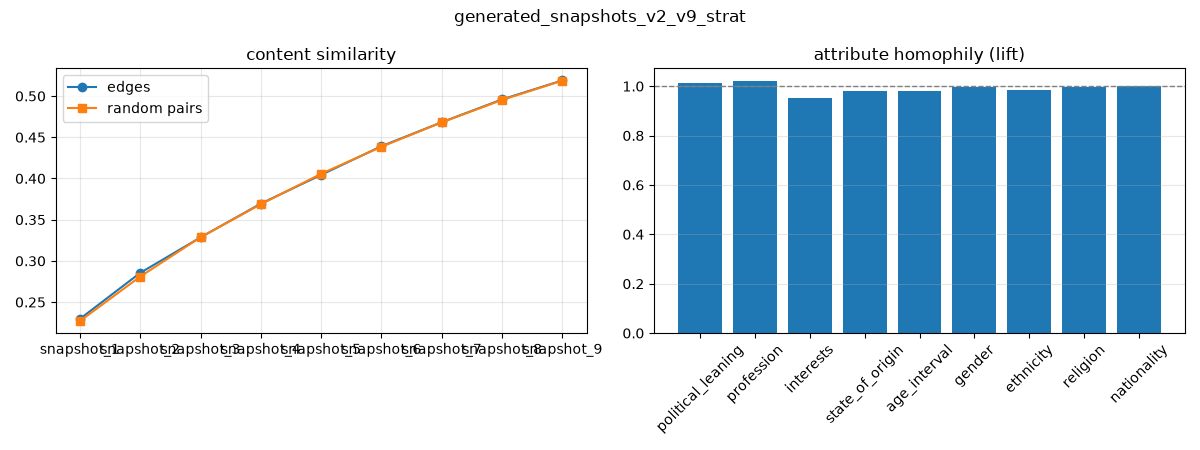 generated_snapshots_v2_v9_strat
content similarity
edges
random pairs
0.50
0.45
0.40
0.35
0.30
0.25
snapshot_1 snapshot_2 snapshot_3 snapshot_4 snapshot_5 snapshot_6 snapshot_7 snapshot_8 snapshot_9
attribute homophily (lift)
1.0
0.8
0.6
0.4
0.2
0.0
political_leaning
profession
interests
state_of_origin
age_interval
gender
ethnicity
religion
nationality